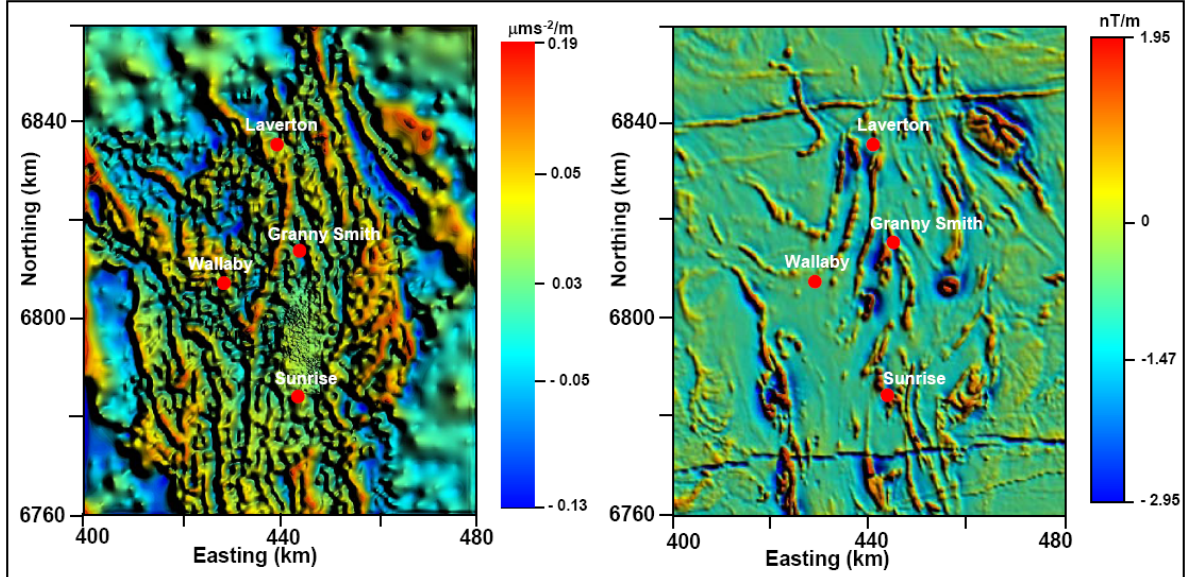 μms⁻²/m
0.19
.05
0.03
-.05
-0.13
6840
6800
6760
Northing (km)
400
440
480
Easting (km)
Laverton
Granny Smith
Wallaby
Sunrise
nT/m
1.95
0
-1.47
-2.95
6840
6800
6760
Northing (km)
400
440
480
Easting (km)
Laverton
Granny Smith
Wallaby
Sunrise